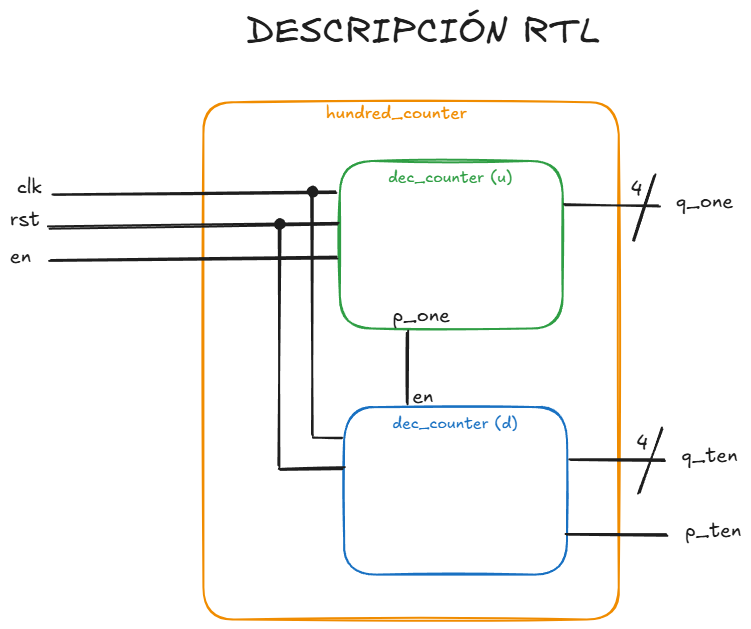 DESCRIPCIÓN RTL
hundred_counter
dec_counter (u)
clk
rst
en
4
q_one
p_one
en
dec_counter (d)
4
q_ten
p_ten